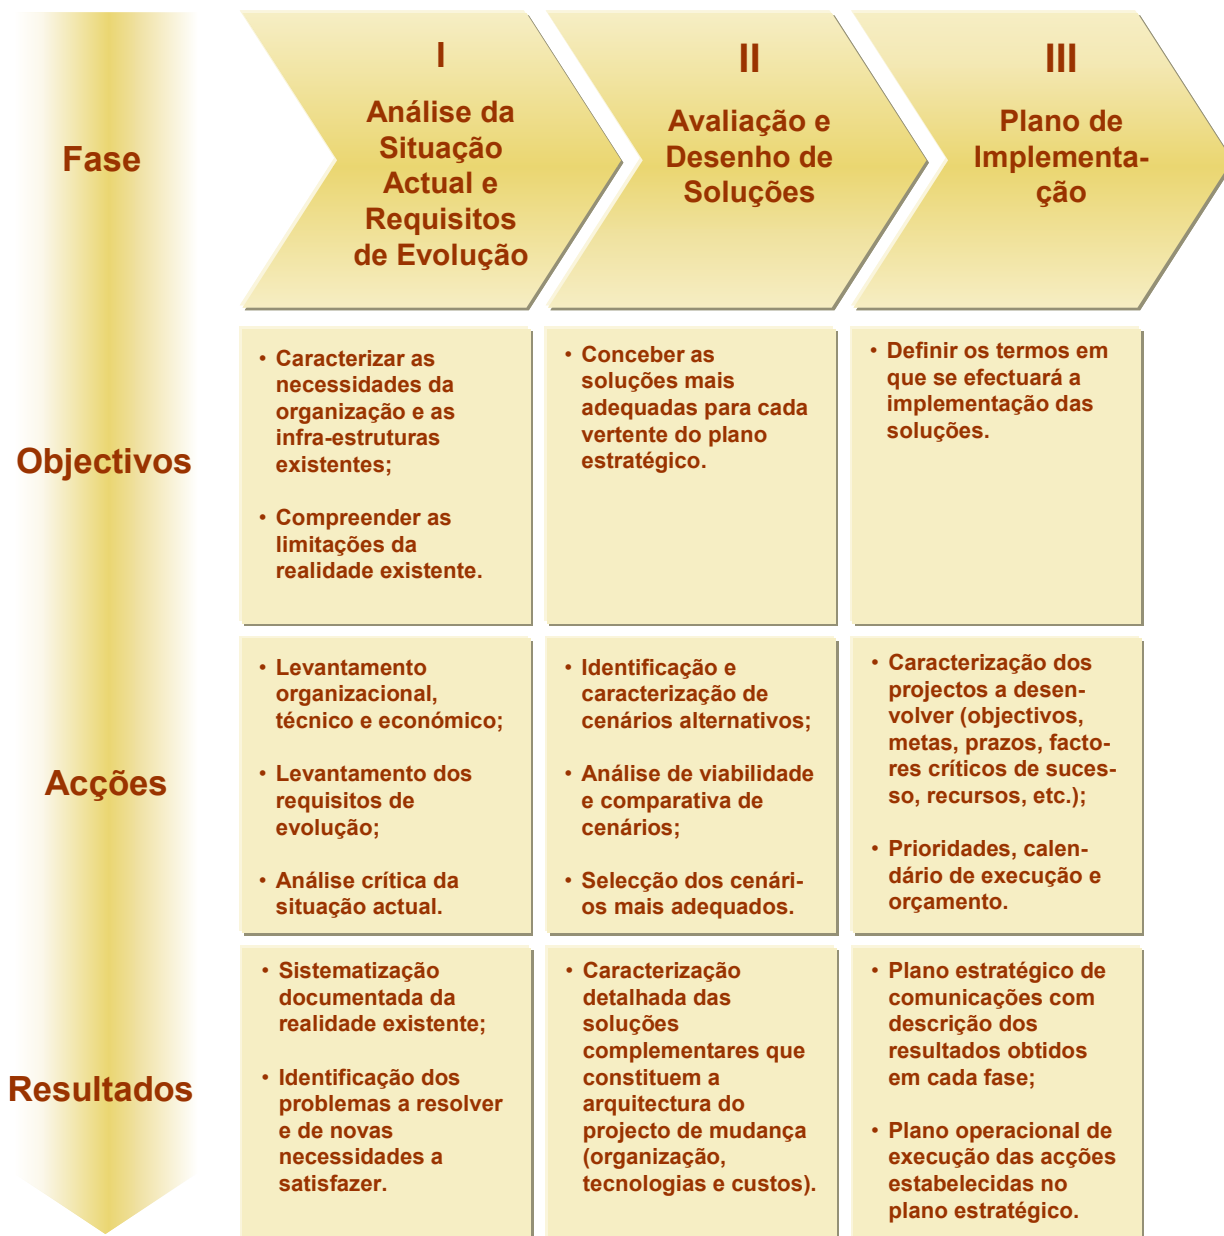 Fase
I
Análise da
Situação
Actual e
Requisitos
de Evolução
II
Avaliação e
Desenho de
Soluções
III
Plano de
Implementa-
ção
Objectivos
• Caracterizar as
necessidades da
organização e as
infra-estruturas
existentes;
• Compreender as
limitações da
realidade existente.
• Conceber as
soluções mais
adequadas para cada
vertente do plano
estratégico.
• Definir os termos em
que se efectuará a
implementação das
soluções.
Acções
• Levantamento
organizacional,
técnico e económico;
• Levantamento dos
requisitos de
evolução;
• Análise crítica da
situação actual.
• Identificação e
caracterização de
cenários alternativos;
• Análise de viabilidade
e comparativa de
cenários;
• Selecção dos cenári-
os mais adequados.
• Caracterização dos
projectos a desen-
volver (objectivos,
metas, prazos, facto-
res críticos de suces-
so, recursos, etc.);
• Prioridades, calen-
dário de execução e
orçamento.
Resultados
• Sistematização
documentada da
realidade existente;
• Identificação dos
problemas a resolver
e de novas
necessidades a
satisfazer.
• Caracterização
detalhada das
soluções
complementares que
constituem a
arquitectura do
projecto de mudança
(organização,
tecnologias e custos).
• Plano estratégico de
comunicações com
descrição dos
resultados obtidos
em cada fase;
• Plano operacional de
execução das acções
estabelecidas no
plano estratégico.